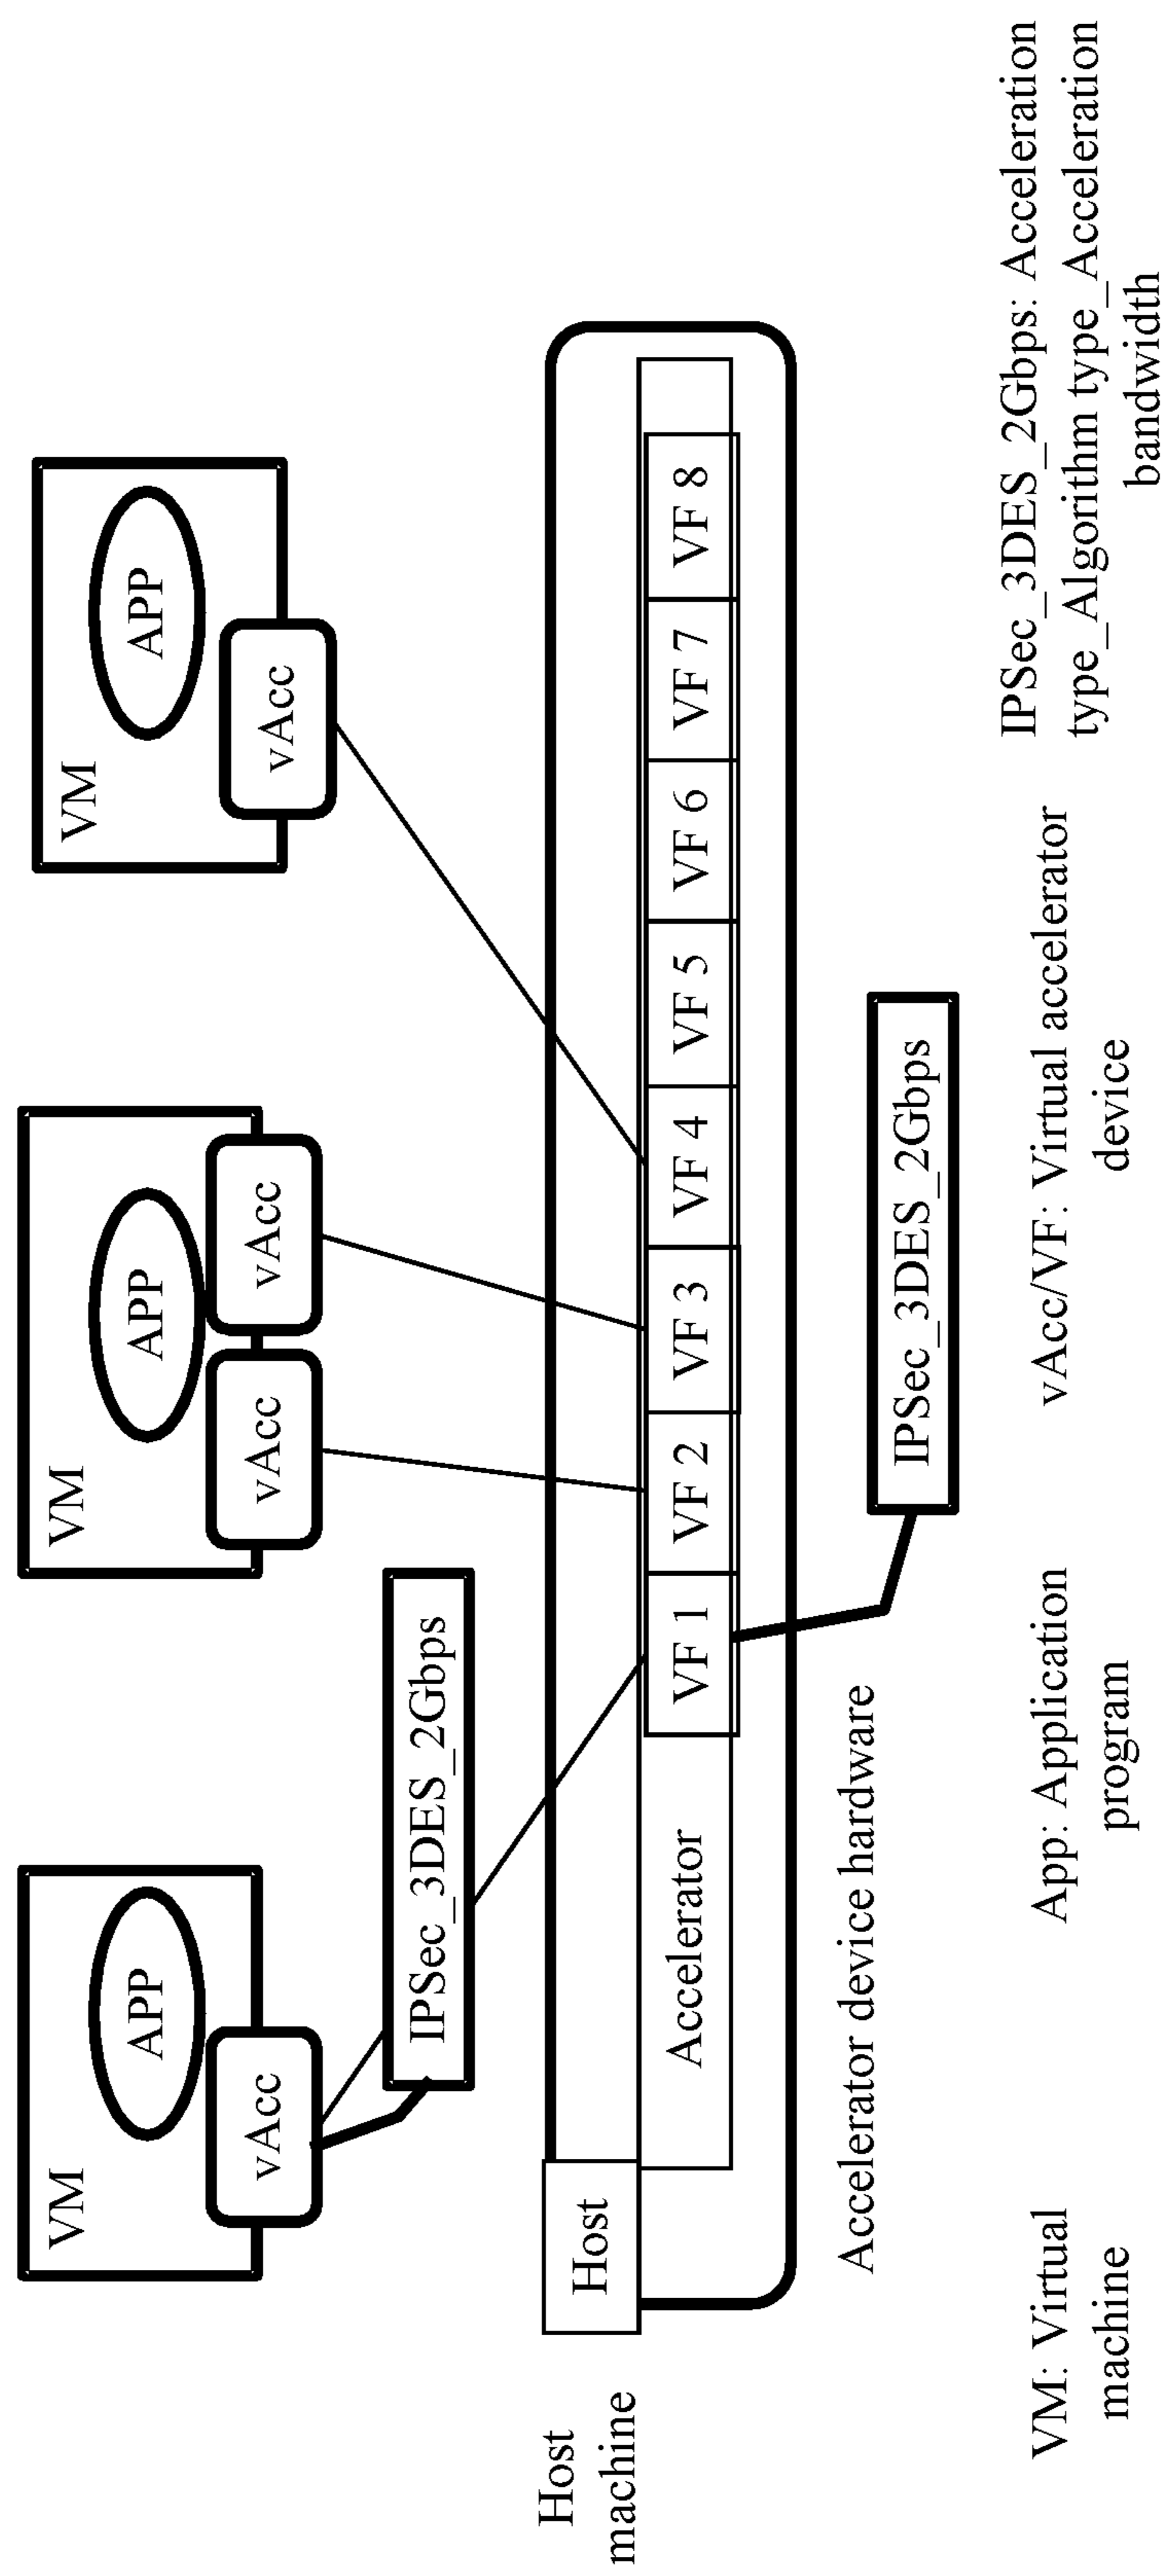 VM
APP
vAcc
VM
APP
vAcc
vAcc
VM
APP
vAcc
IPSec_3DES_2Gbps
Host
machine
Host
Accelerator
VF 1
VF 2
VF 3
VF 4
VF 5
VF 6
VF 7
VF 8
Accelerator device hardware
IPSec_3DES_2Gbps
VM: Virtual
machine
App: Application
program
vAcc/VF: Virtual accelerator
device
IPSec_3DES_2Gbps: Acceleration
type_Algorithm type_Acceleration
bandwidth